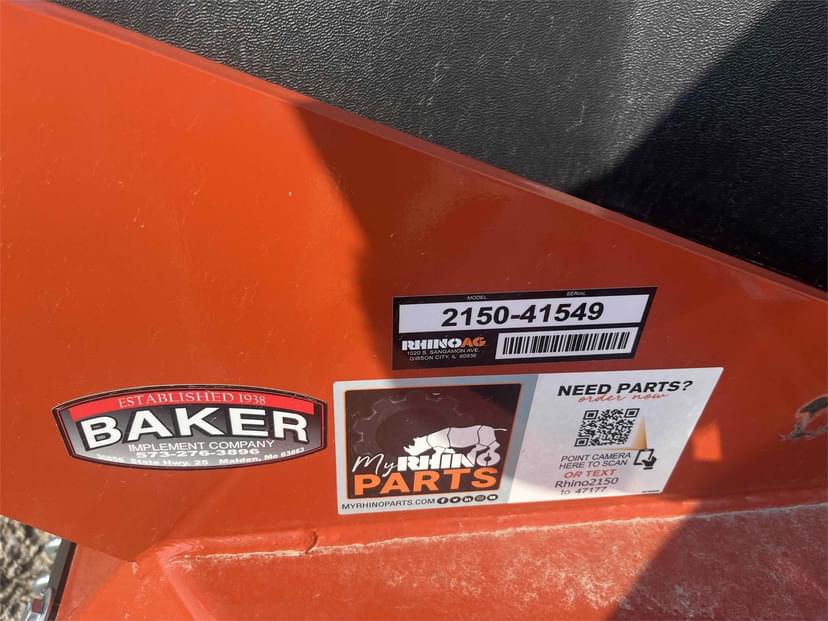 MODEL SERIAL
2150-41549
RHINOAG
1020 S. SANGAMON AVE.
GIBSON CITY, IL 60936
ESTABLISHED 1938
BAKER
IMPLEMENT COMPANY
573-276-3896
State Hwy. 25 Malden, Mo 63863
My RHINO
PARTS
MYRHINOPARTS.COM
NEED PARTS?
order now
POINT CAMERA
HERE TO SCAN
OR TEXT
Rhino2150
to 47177